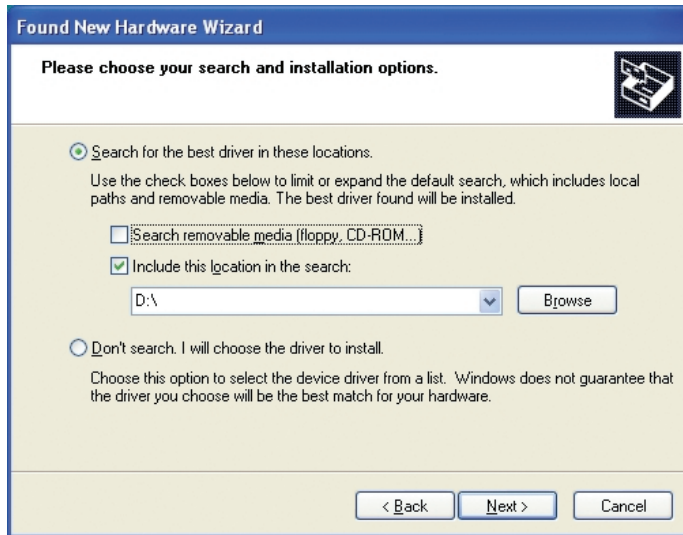 Found New Hardware Wizard
Please choose your search and installation options.
Search for the best driver in these locations.
Use the check boxes below to limit or expand the default search, which includes local
paths and removable media. The best driver found will be installed.
Search removable media (floppy, CD-ROM...)
Include this location in the search:
D:\
Browse
Don't search. I will choose the driver to install.
Choose this option to select the device driver from a list. Windows does not guarantee that
the driver you choose will be the best match for your hardware.
< Back
Next >
Cancel